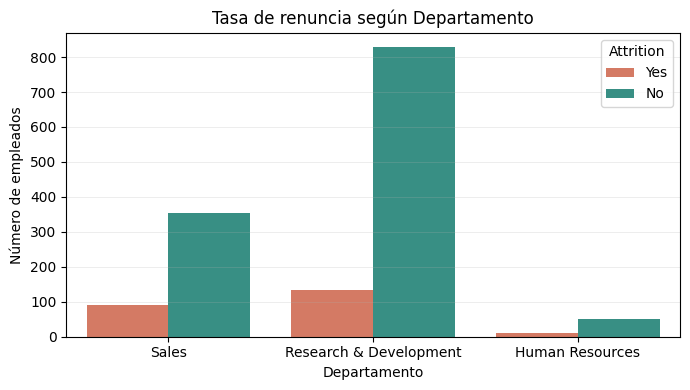 Tasa de renuncia según Departamento
Attrition
Yes
No
Número de empleados
800
700
600
500
400
300
200
100
0
Sales
Research & Development
Human Resources
Departamento